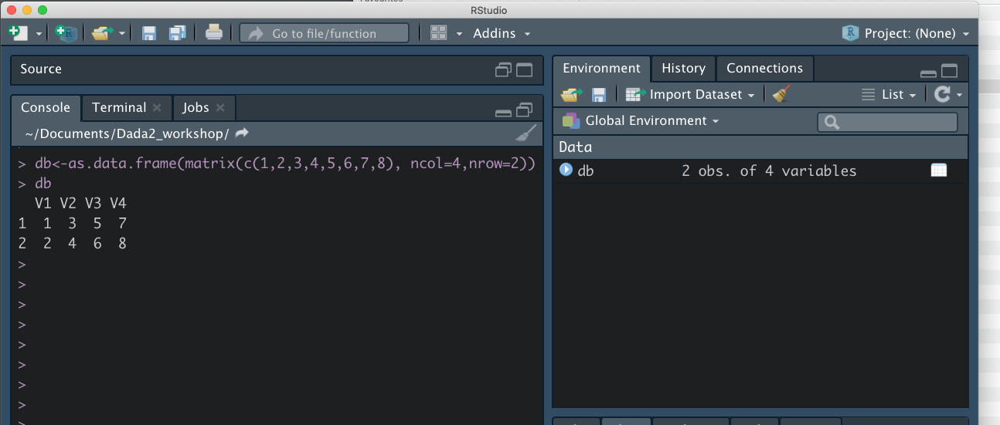 RStudio
Go to file/function
Addins
Project: (None)
Source
Console Terminal Jobs
~/Documents/Dada2_workshop/
> db<-as.data.frame(matrix(c(1,2,3,4,5,6,7,8), ncol=4,nrow=2))
> db
V1 V2 V3 V4
1 1 3 5 7
2 2 4 6 8
>
>
>
>
>
>
>
>
>
Environment History Connections
Import Dataset List
Global Environment
Data
db 2 obs. of 4 variables